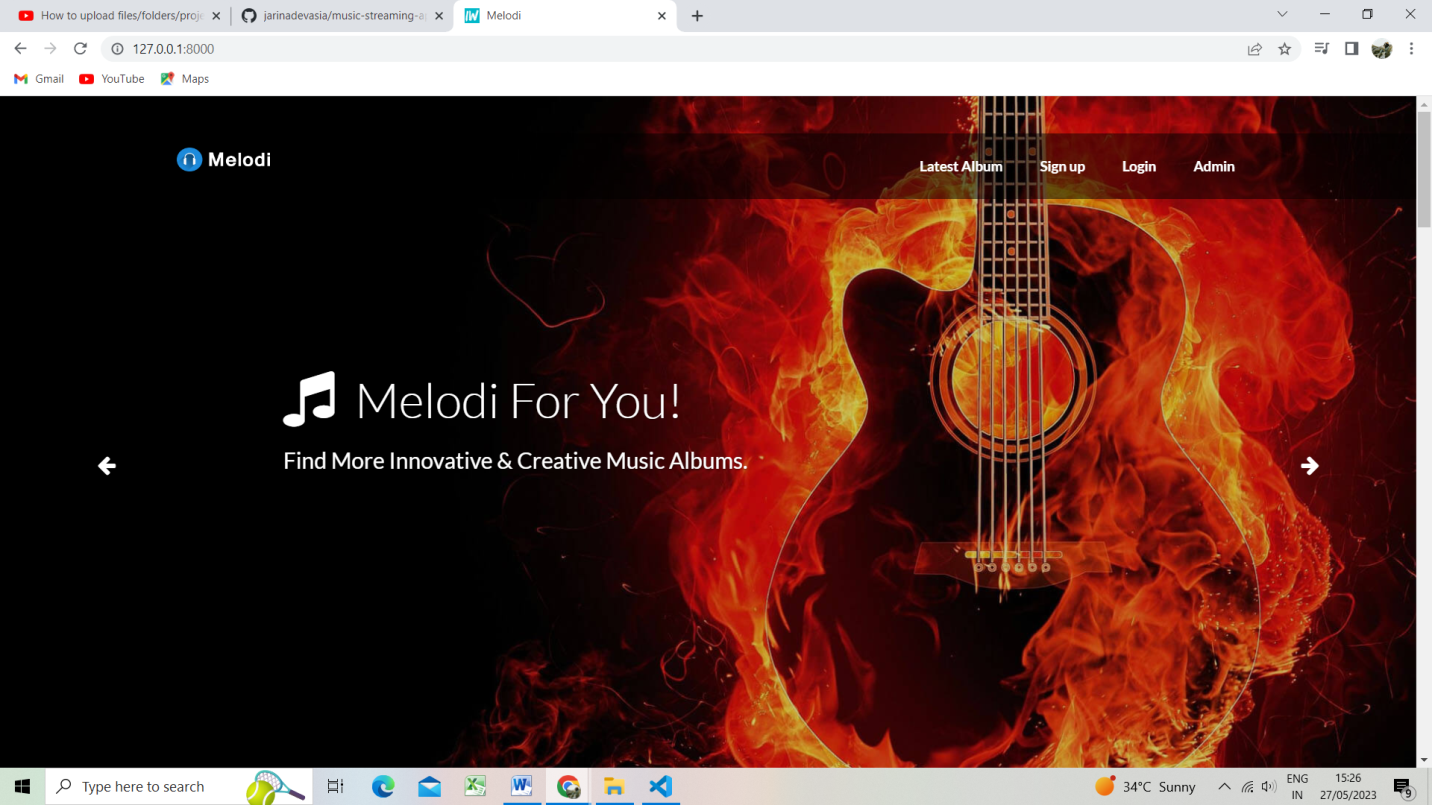 How to upload files/folders/proje
jarinadevasia/music-streaming-ap
Melodi
127.0.0.1:8000
Gmail
YouTube
Maps
Melodi
Latest Album
Sign up
Login
Admin
Melodi For You!
Find More Innovative & Creative Music Albums.
Type here to search
34°C Sunny
ENG
IN
15:26
27/05/2023
9